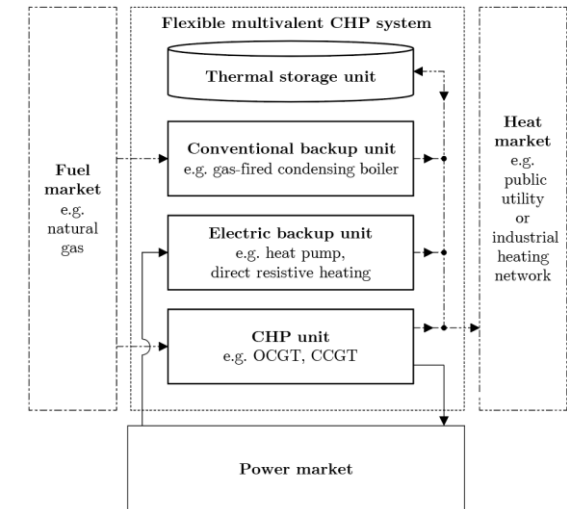 Flexible multivalent CHP system
Thermal storage unit
Conventional backup unit
e.g. gas-fired condensing boiler
Fuel
market
e.g.
natural
gas
Electric backup unit
e.g. heat pump,
direct resistive heating
CHP unit
e.g. OCGT, CCGT
Heat
market
e.g.
public
utility
or
industrial
heating
network
Power market